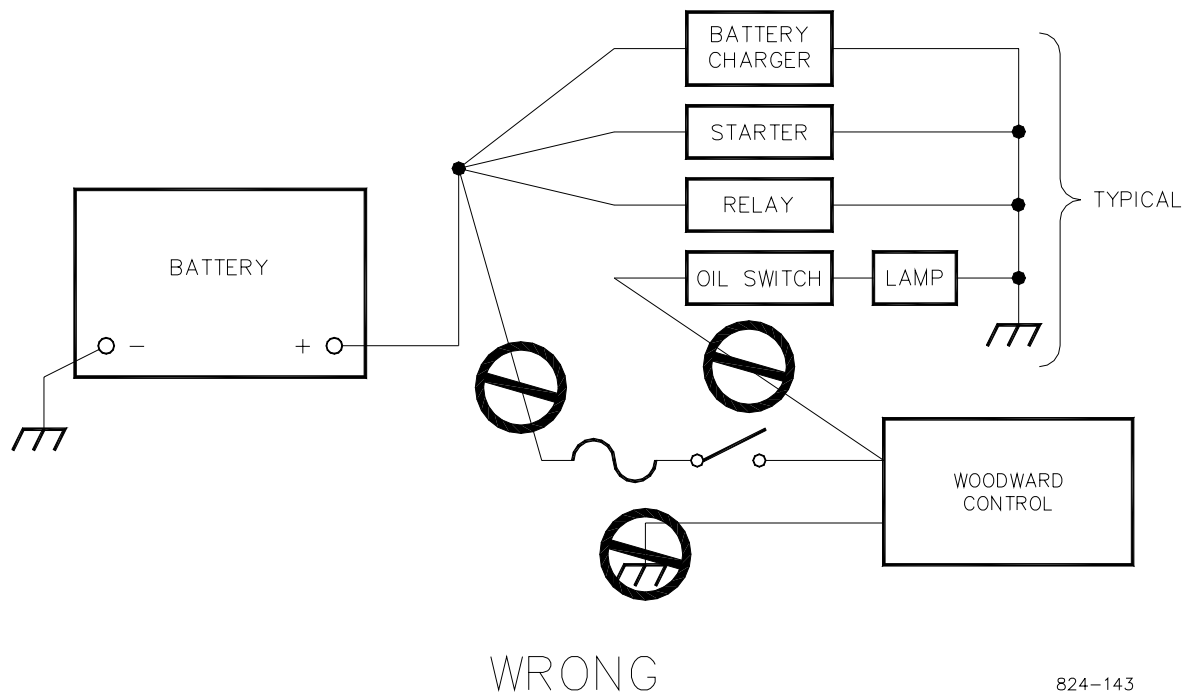 BATTERY
CHARGER
STARTER
RELAY
OIL SWITCH
LAMP
TYPICAL
BATTERY
−
+
WOODWARD
CONTROL
WRONG
824−143